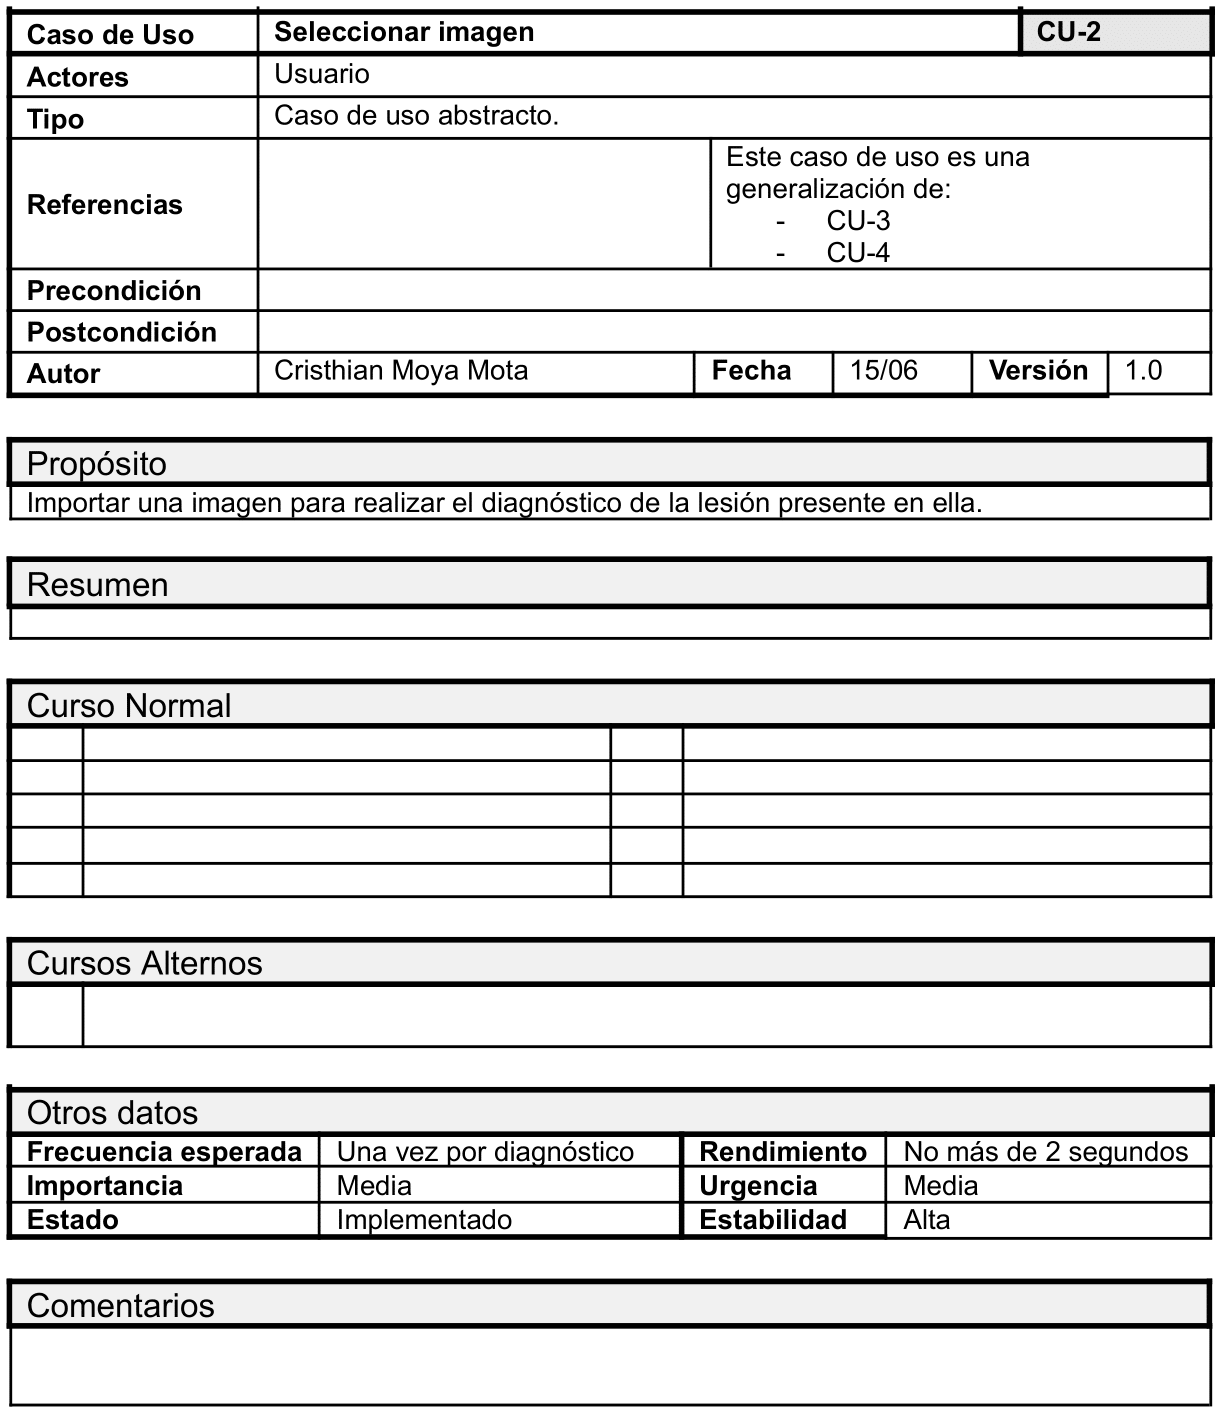 Caso de Uso Seleccionar imagen CU-2
Actores Usuario
Tipo Caso de uso abstracto.
Referencias Este caso de uso es una
generalización de:
- CU-3
- CU-4
Precondición
Postcondición
Autor Cristhian Moya Mota Fecha 15/06 Versión 1.0
Propósito
Importar una imagen para realizar el diagnóstico de la lesión presente en ella.
Resumen
Curso Normal
Cursos Alternos
Otros datos
Frecuencia esperada Una vez por diagnóstico Rendimiento No más de 2 segundos
Importancia Media Urgencia Media
Estado Implementado Estabilidad Alta
Comentarios